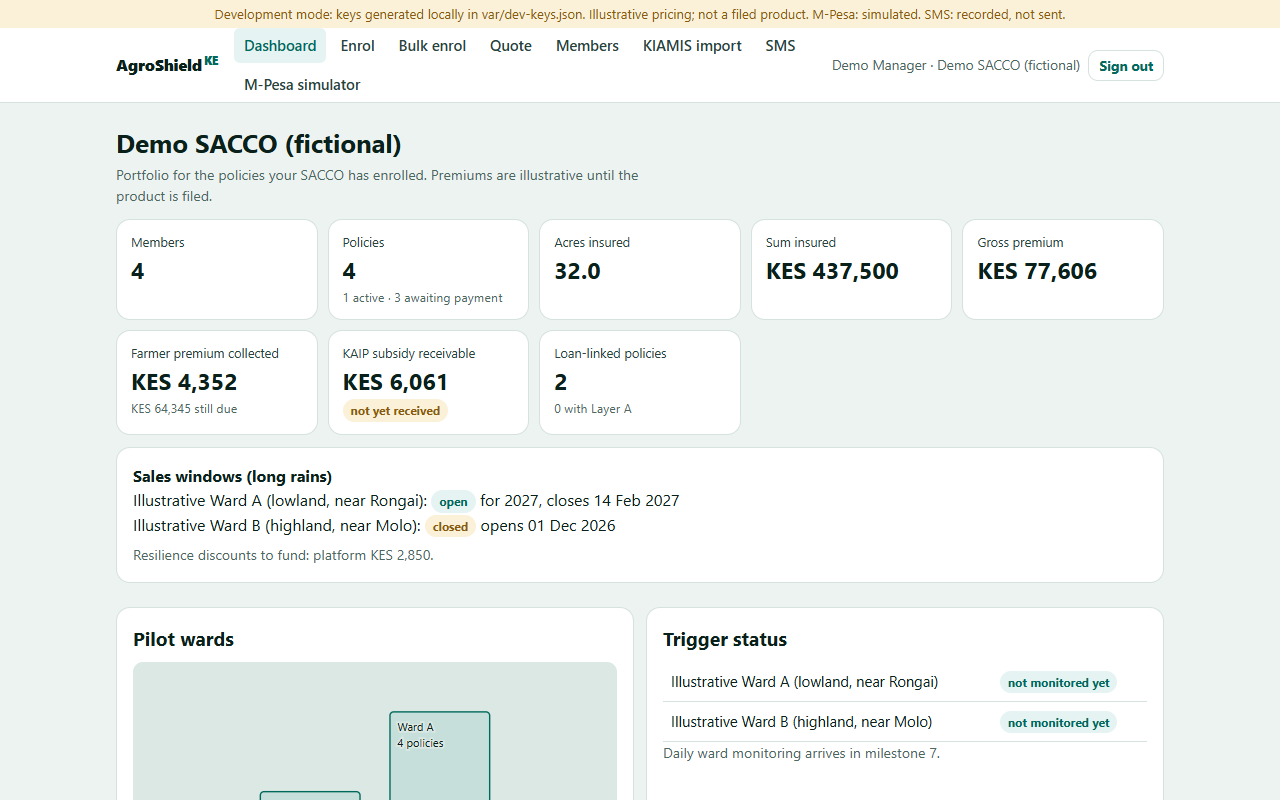 Development mode: keys generated locally in var/dev-keys.json. Illustrative pricing; not a filed product. M-Pesa: simulated. SMS: recorded, not sent.
AgroShield KE
Dashboard Enrol Bulk enrol Quote Members KIAMIS import SMS
M-Pesa simulator
Demo Manager · Demo SACCO (fictional) Sign out
Demo SACCO (fictional)
Portfolio for the policies your SACCO has enrolled. Premiums are illustrative until the
product is filed.
Members
4
Policies
4
1 active · 3 awaiting payment
Acres insured
32.0
Sum insured
KES 437,500
Gross premium
KES 77,606
Farmer premium collected
KES 4,352
KES 64,345 still due
KAIP subsidy receivable
KES 6,061
not yet received
Loan-linked policies
2
0 with Layer A
Sales windows (long rains)
Illustrative Ward A (lowland, near Rongai): open for 2027, closes 14 Feb 2027
Illustrative Ward B (highland, near Molo): closed opens 01 Dec 2026
Resilience discounts to fund: platform KES 2,850.
Pilot wards
Ward A
4 policies
Trigger status
Illustrative Ward A (lowland, near Rongai) not monitored yet
Illustrative Ward B (highland, near Molo) not monitored yet
Daily ward monitoring arrives in milestone 7.